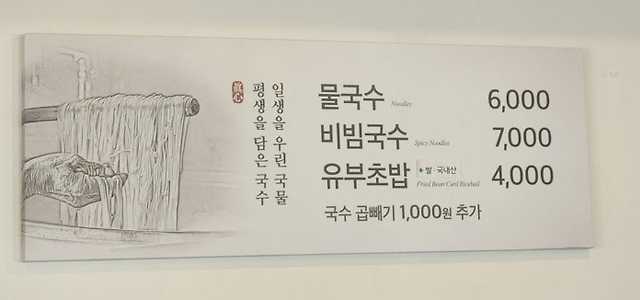 일생을 우린 국물
평생을 담은 국수
물국수 Noodles 6,000
비빔국수 Spicy Noodles 7,000
유부초밥 *쌀·국내산 Fried Bean Curd Riceball 4,000
국수 곱빼기 1,000원 추가